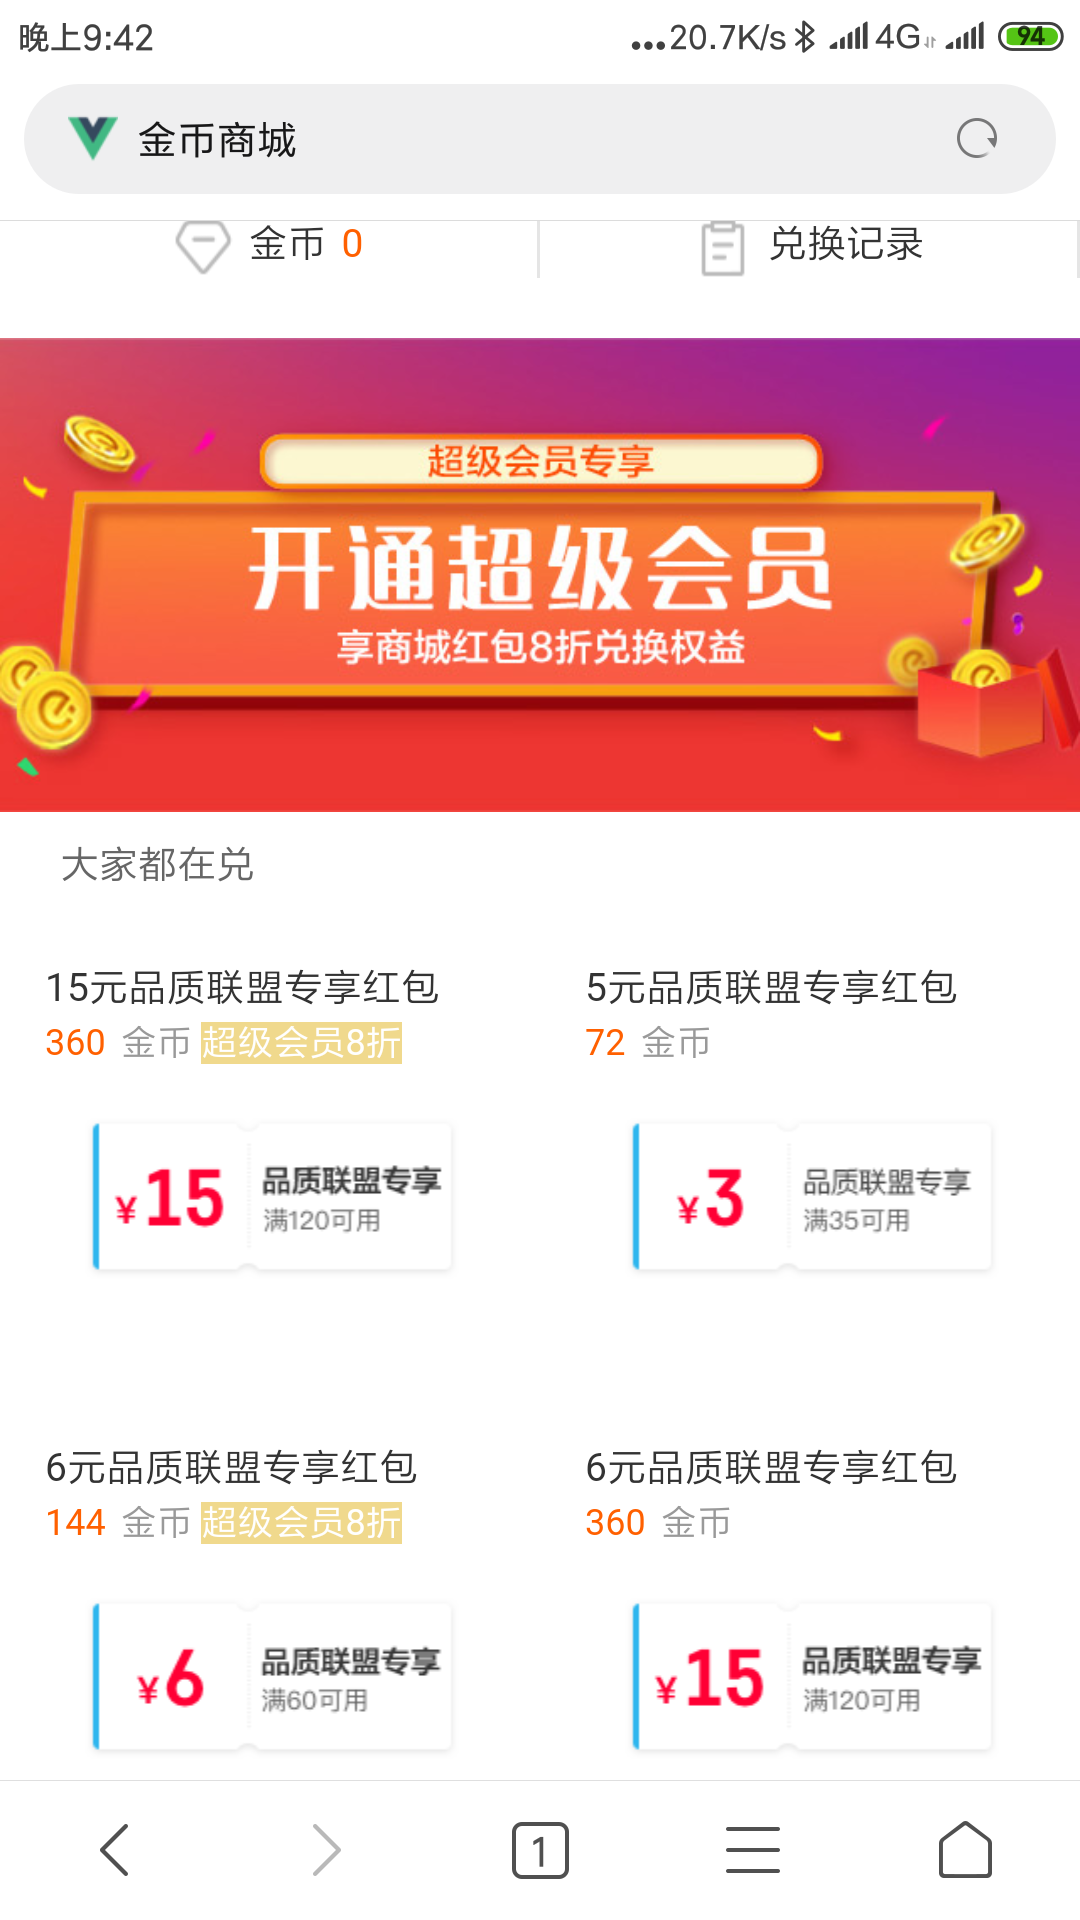 晚上9:42
...20.7K/s 4G 94
金币商城
金币 0
兑换记录
超级会员专享
开通超级会员
享商城红包8折兑换权益
大家都在兑
15元品质联盟专享红包
360 金币 超级会员8折
¥15
品质联盟专享
满120可用
5元品质联盟专享红包
72 金币
¥3
品质联盟专享
满35可用
6元品质联盟专享红包
144 金币 超级会员8折
¥6
品质联盟专享
满60可用
6元品质联盟专享红包
360 金币
¥15
品质联盟专享
满120可用
1